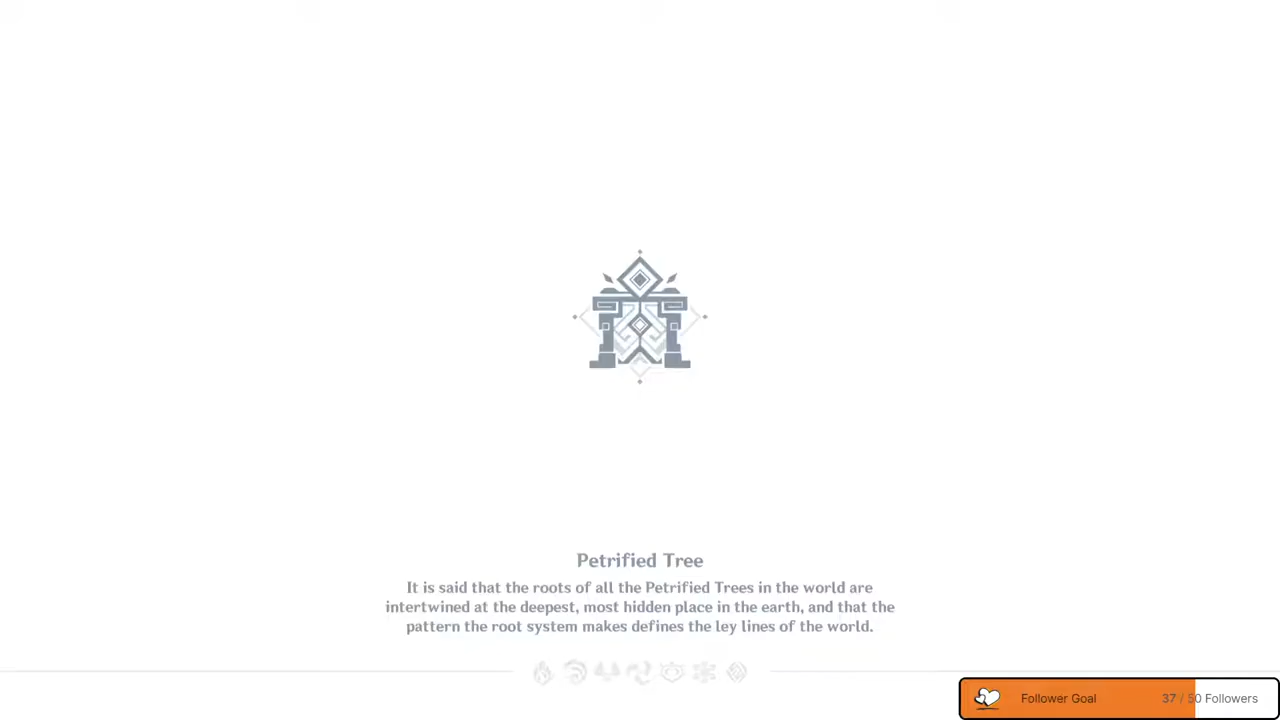 Petrified Tree
It is said that the roots of all the Petrified Trees in the world are
intertwined at the deepest, most hidden place in the earth, and that the
pattern the root system makes defines the ley lines of the world.
Follower Goal 37 / 50 Followers